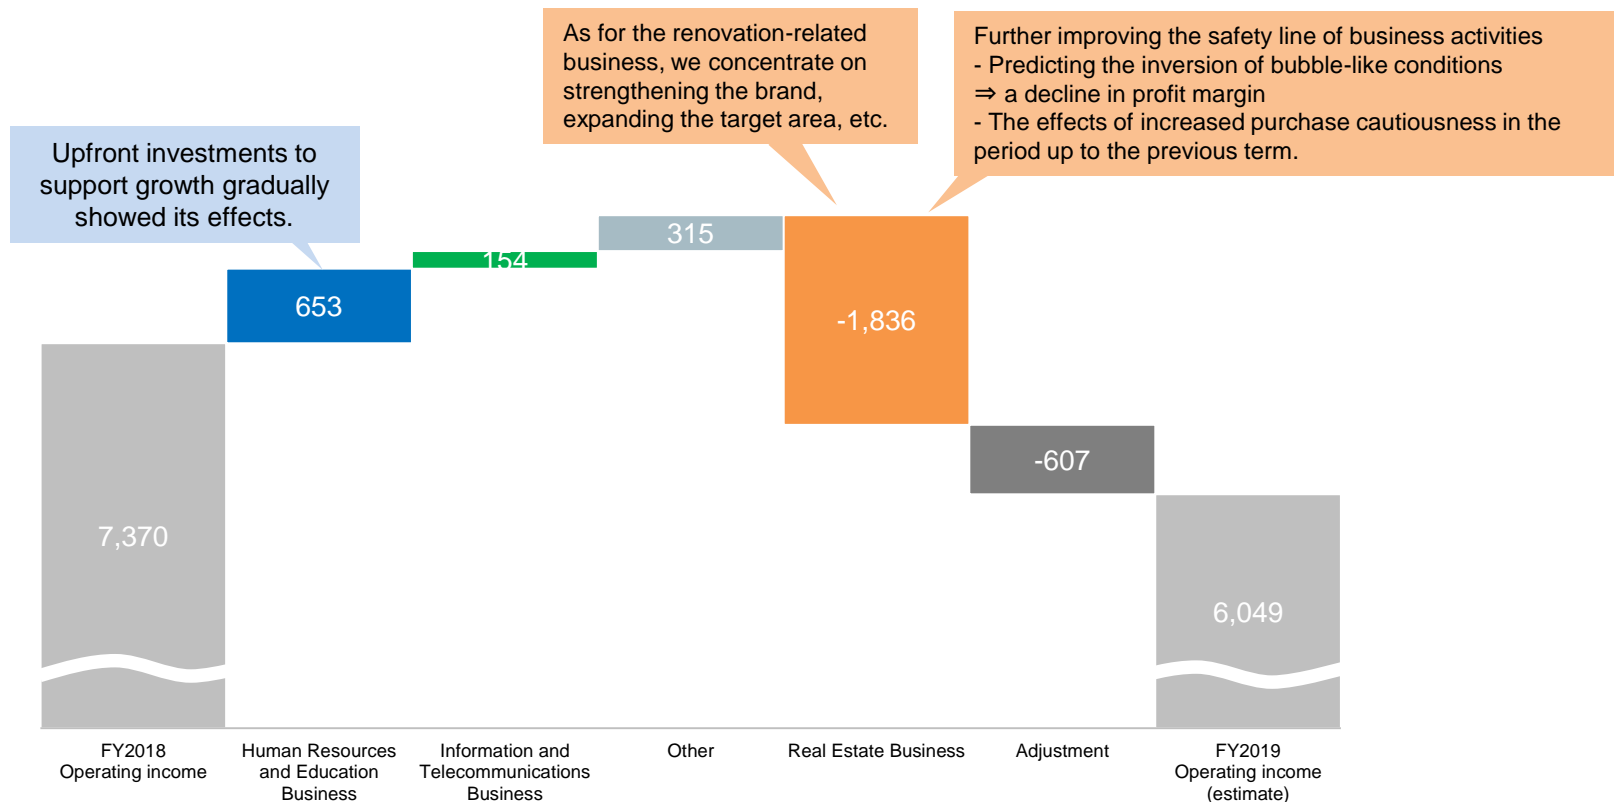 As for the renovation-related
business, we concentrate on
strengthening the brand,
expanding the target area, etc.
Further improving the safety line of business activities
- Predicting the inversion of bubble-like conditions
⇒ a decline in profit margin
- The effects of increased purchase cautiousness in the
period up to the previous term.
Upfront investments to
support growth gradually
showed its effects.
7,370
653
154
315
-1,836
-607
6,049
FY2018
Operating income
Human Resources
and Education
Business
Information and
Telecommunications
Business
Other
Real Estate Business
Adjustment
FY2019
Operating income
(estimate)